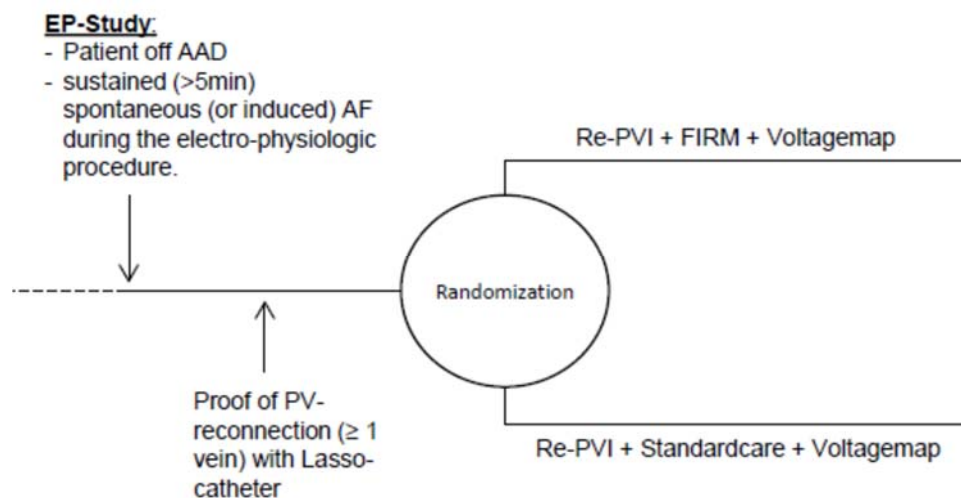 EP-Study:
- Patient off AAD
- sustained (>5min)
spontaneous (or induced) AF
during the electro-physiologic
procedure.
Re-PVI + FIRM + Voltagemap
Randomization
Proof of PV-
reconnection (≥ 1
vein) with Lasso-
catheter
Re-PVI + Standardcare + Voltagemap